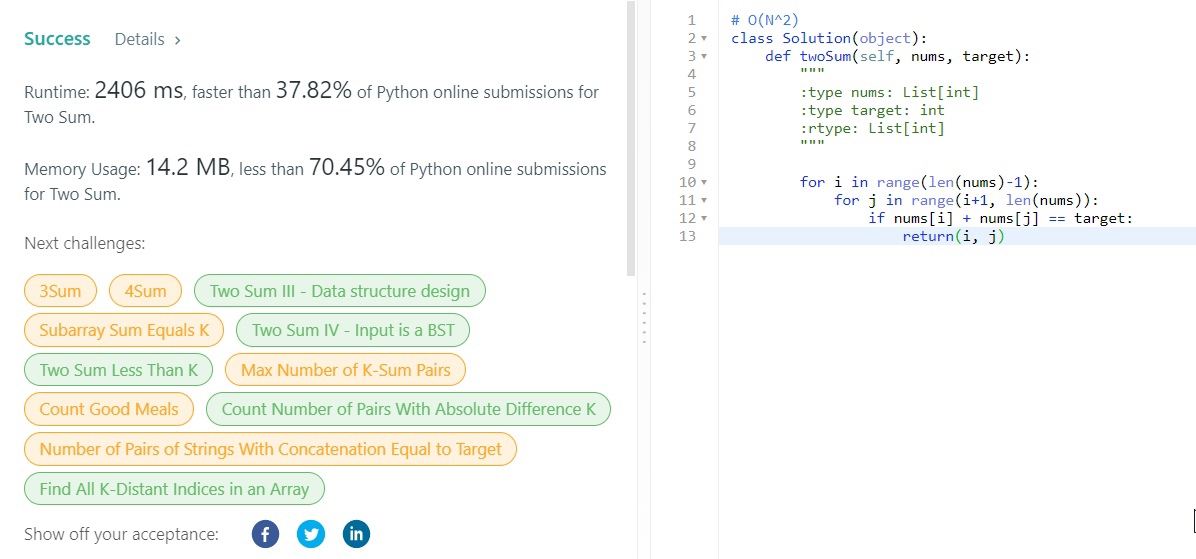 Success Details >
Runtime: 2406 ms, faster than 37.82% of Python online submissions for
Two Sum.
Memory Usage: 14.2 MB, less than 70.45% of Python online submissions
for Two Sum.
Next challenges:
3Sum 4Sum Two Sum III - Data structure design
Subarray Sum Equals K Two Sum IV - Input is a BST
Two Sum Less Than K Max Number of K-Sum Pairs
Count Good Meals Count Number of Pairs With Absolute Difference K
Number of Pairs of Strings With Concatenation Equal to Target
Find All K-Distant Indices in an Array
Show off your acceptance: f in
1 # O(N^2)
2 class Solution(object):
3     def twoSum(self, nums, target):
4         """
5         :type nums: List[int]
6         :type target: int
7         :rtype: List[int]
8         """
9
10         for i in range(len(nums)-1):
11             for j in range(i+1, len(nums)):
12                 if nums[i] + nums[j] == target:
13                     return(i, j)